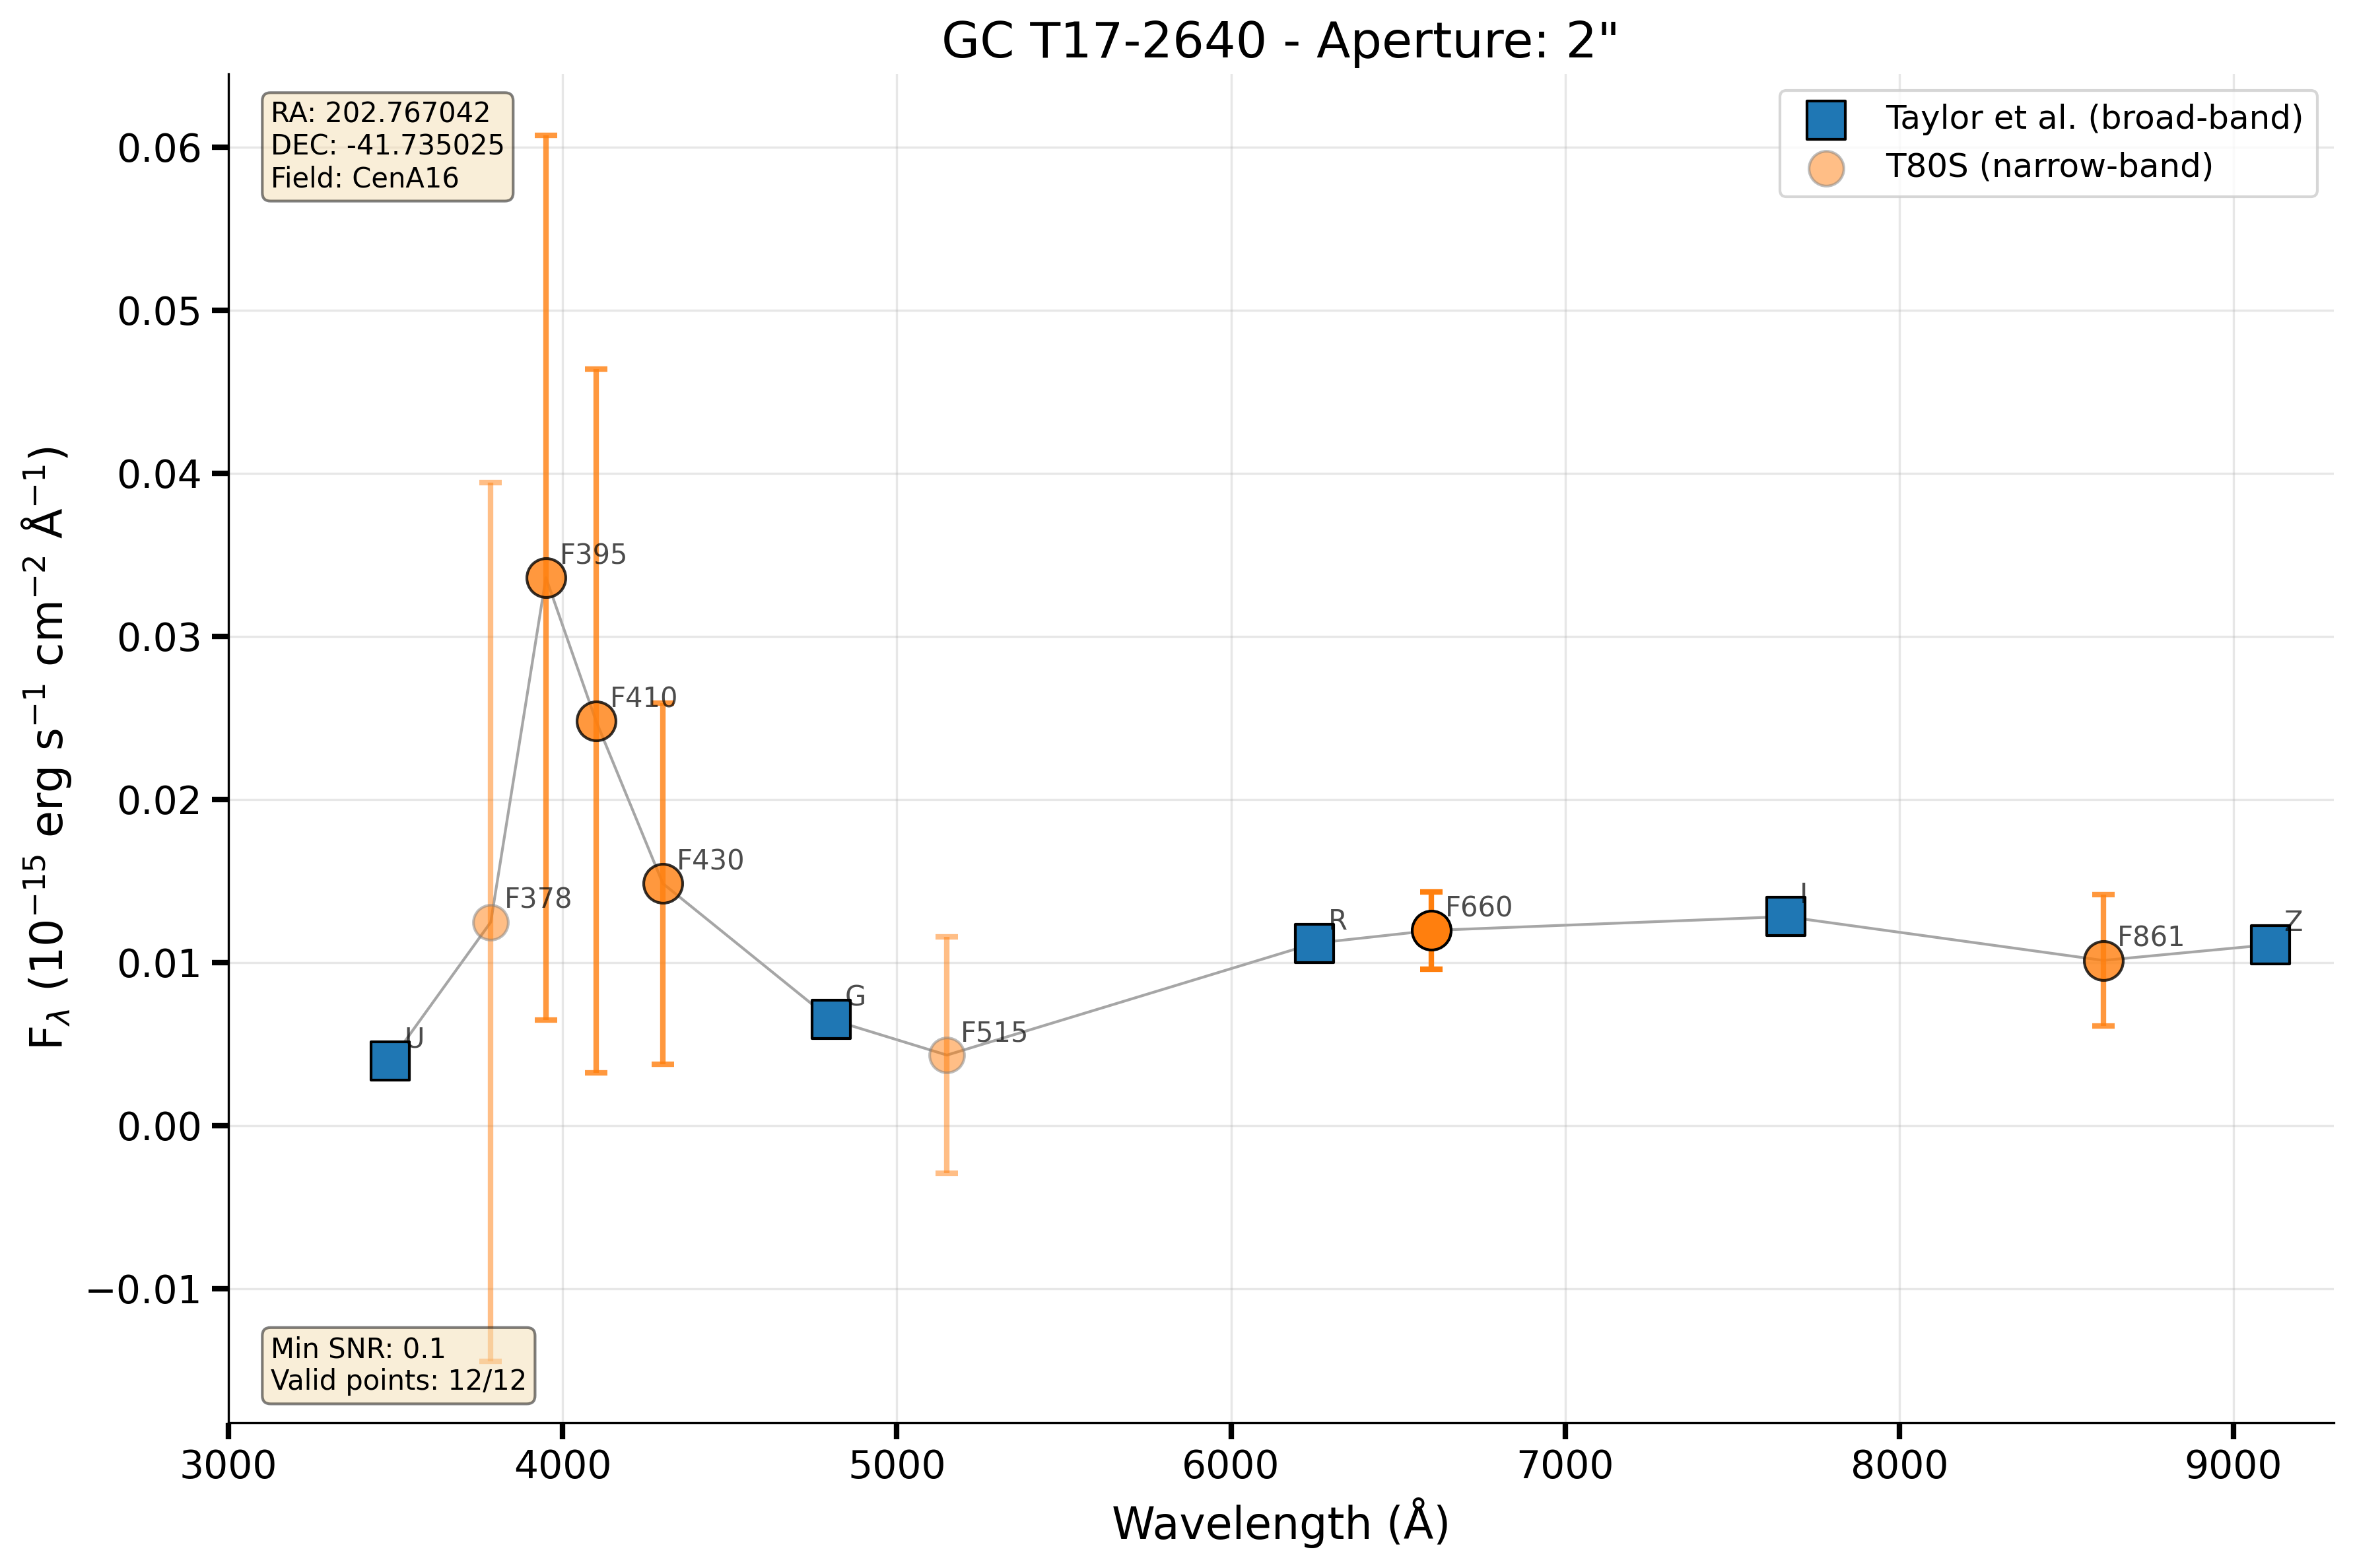 GC T17-2640 - Aperture: 2"
RA: 202.767042
DEC: -41.735025
Field: CenA16
Taylor et al. (broad-band)
T80S (narrow-band)
0.06
0.05
0.04
0.03
0.02
0.01
0.00
−0.01
F_λ (10⁻¹⁵ erg s⁻¹ cm⁻² Å⁻¹)
U
F378
F395
F410
F430
G
F515
R
F660
I
F861
Z
Min SNR: 0.1
Valid points: 12/12
3000 4000 5000 6000 7000 8000 9000
Wavelength (Å)